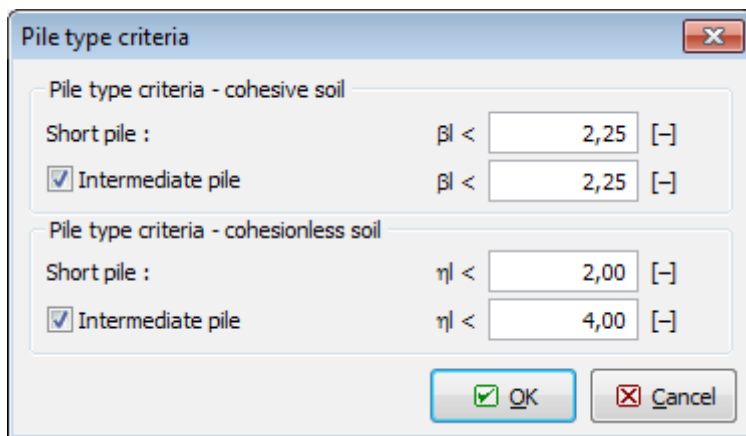 Pile type criteria
Pile type criteria - cohesive soil
Short pile : βl < 2,25 [–]
Intermediate pile βl < 2,25 [–]
Pile type criteria - cohesionless soil
Short pile : ηl < 2,00 [–]
Intermediate pile ηl < 4,00 [–]
OK Cancel